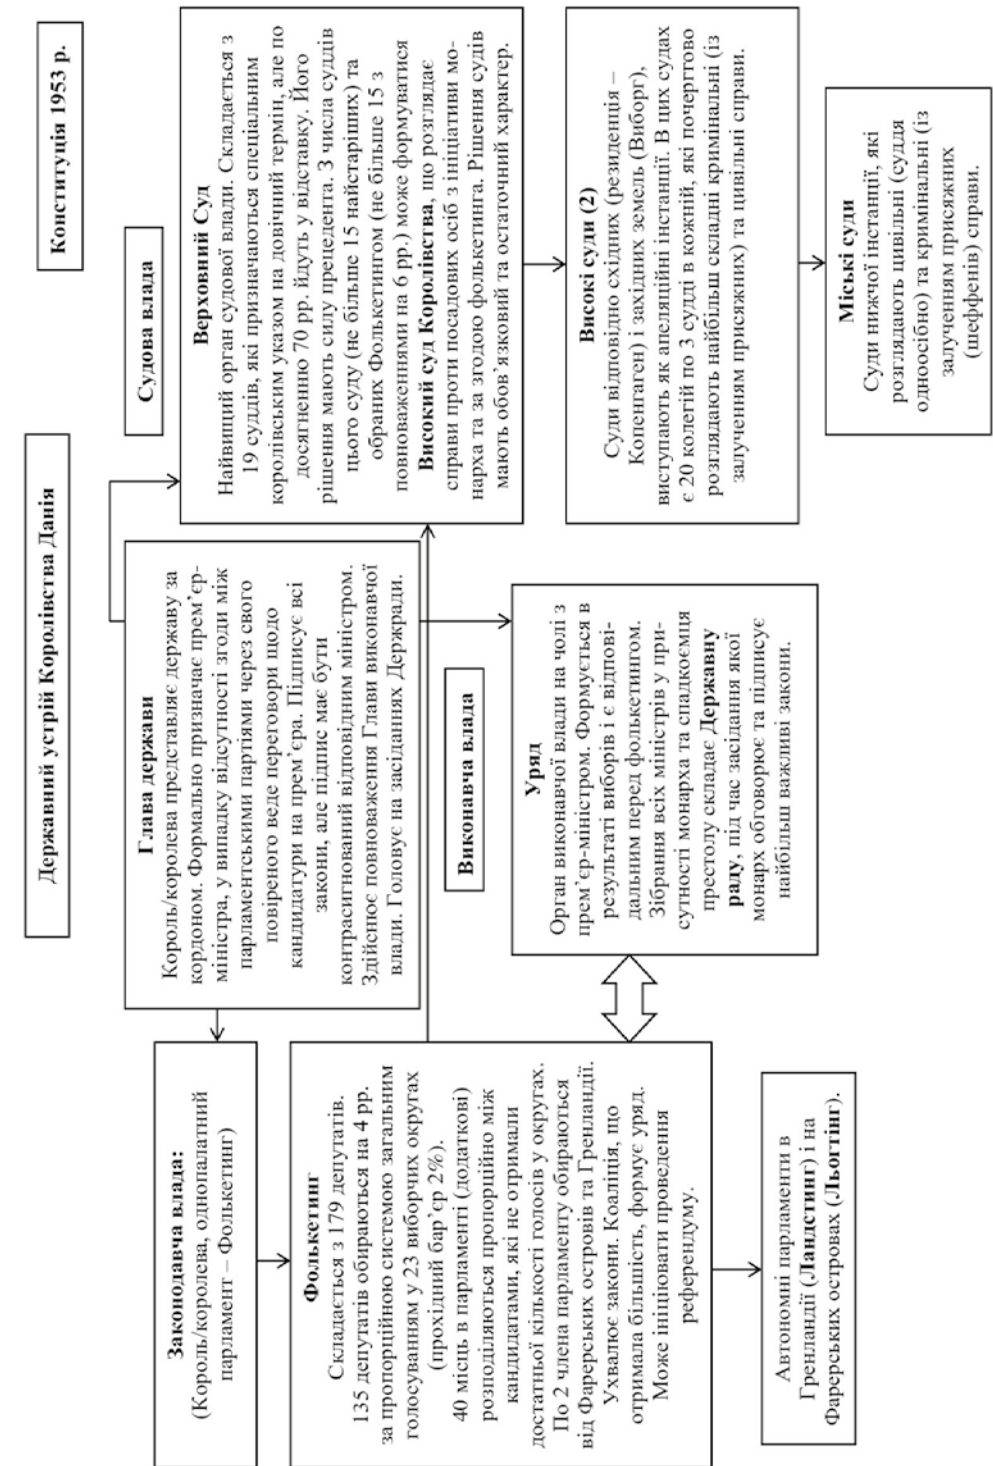 Державний устрій Королівства Данія
Конституція 1953 р.
Законодавча влада:
(Король/королева, однопалатний
парламент – Фолькетинг)
Фолькетинг
Складається з 179 депутатів.
135 депутатів обираються на 4 рр.
за пропорційною системою загальним
голосуванням у 23 виборчих округах
(прохідний бар’єр 2%).
40 місць в парламенті (додаткові)
розподіляються пропорційно між
кандидатами, які не отримали
достатньої кількості голосів у округах.
По 2 члена парламенту обираються
від Фарерських островів та Гренландії.
Ухвалює закони. Коаліція, що
отримала більшість, формує уряд.
Може ініціювати проведення
референдуму.
Автономні парламенти в
Гренландії (Ландстинг) і на
Фарерських островах (Льогтінг).
Глава держави
Король/королева представляє державу за
кордоном. Формально призначає прем’єр-
міністра, у випадку відсутності згоди між
парламентськими партіями через свого
повіреного веде переговори щодо
кандидатури на прем’єра. Підписує всі
закони, але підпис має бути
контрасигнований відповідним міністром.
Здійснює повноваження Глави виконавчої
влади. Головує на засіданнях Держради.
Виконавча влада
Уряд
Орган виконавчої влади на чолі з
прем’єр-міністром. Формується в
результаті виборів і є відпові-
дальним перед фолькетингом.
Зібрання всіх міністрів у при-
сутності монарха та спадкоємця
престолу складає Державну
раду, під час засідання якої
монарх обговорює та підписує
найбільш важливі закони.
Судова влада
Верховний Суд
Найвищий орган судової влади. Складається з
19 суддів, які призначаються спеціальним
королівським указом на довічний термін, але по
досягненню 70 рр. йдуть у відставку. Його
рішення мають силу прецедента. З числа суддів
цього суду (не більше 15 найстаріших) та
обраних Фолькетингом (не більше 15 з
повноваженнями на 6 рр.) може формуватися
Високий суд Королівства, що розглядає
справи проти посадових осіб з ініціативи мо-
нарха та за згодою фолькетинга. Рішення судів
мають обов’язковий та остаточний характер.
Високі суди (2)
Суди відповідно східних (резиденція –
Копенгаген) і західних земель (Виборг),
виступають як апеляційні інстанції. В цих судах
є 20 колегій по 3 судді в кожній, які почергтово
розглядають найбільш складні кримінальні (із
залученням присяжних) та цивільні справи.
Міські суди
Суди нижчої інстанції, які
розглядають цивільні (суддя
одноосібно) та кримінальні (із
залученням присяжних
(шеффенів) справи.